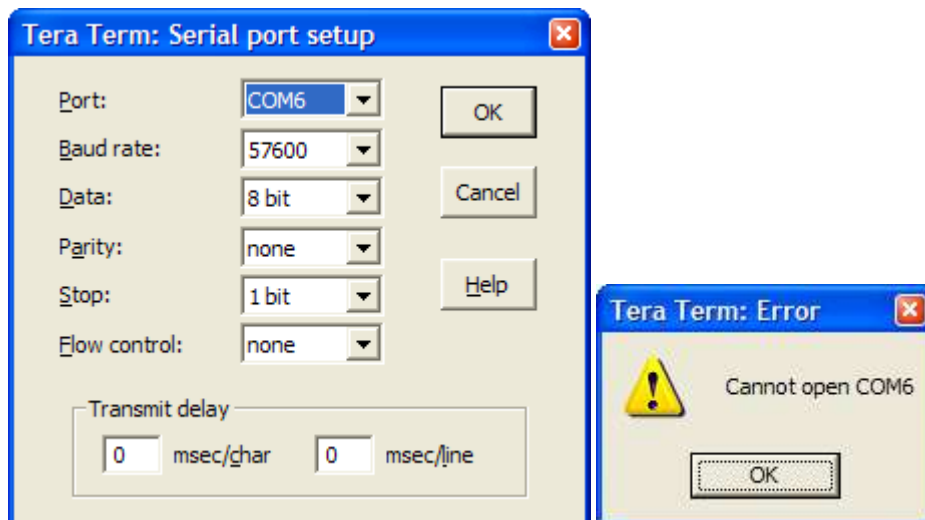 Tera Term: Serial port setup
Port: COM6
OK
Baud rate: 57600
Data: 8 bit
Cancel
Parity: none
Stop: 1 bit
Help
Flow control: none
Transmit delay
0 msec/char 0 msec/line
Tera Term: Error
Cannot open COM6
OK